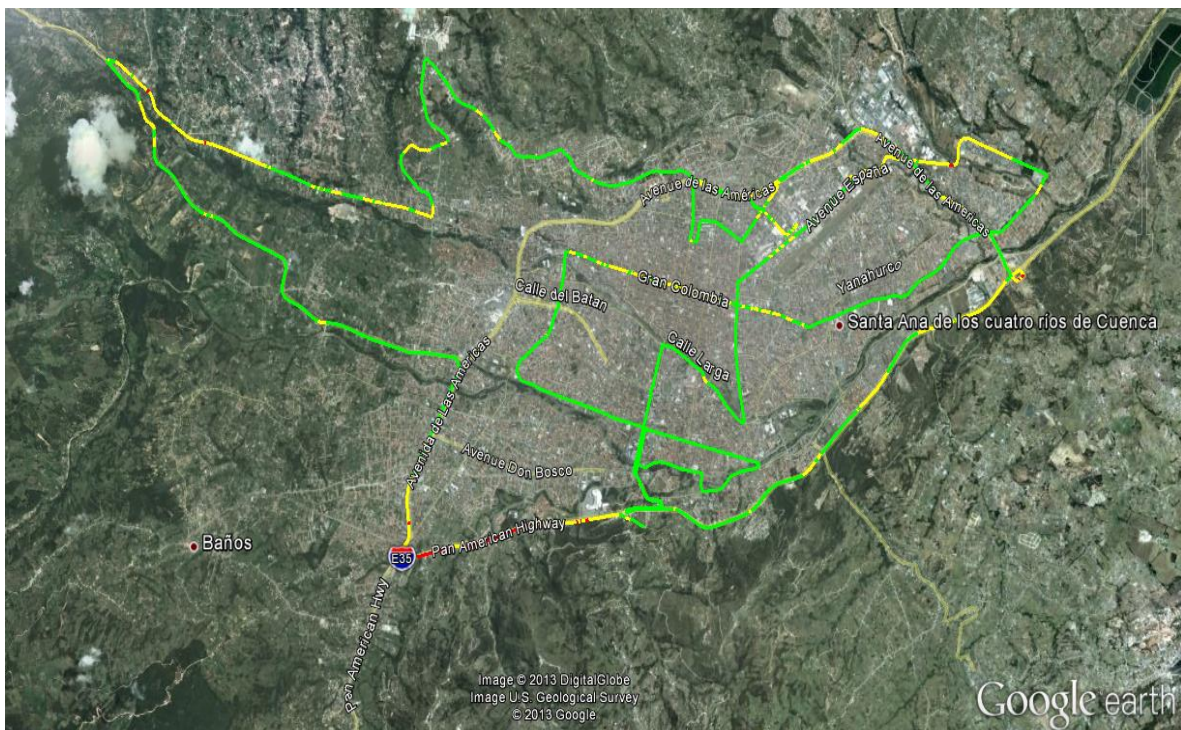 Avenue de las Americas
Avenue de las Américas
Avenue España
Yanahurco
Gran Colombia
Calle del Batan
Santa Ana de los cuatro ríos de Cuenca
Calle Larga
Avenida de Las Américas
Avenue Don Bosco
Baños
Pan American Highway
E35
Pan American Hwy
Image © 2013 DigitalGlobe
Image U.S. Geological Survey
© 2013 Google
Google earth